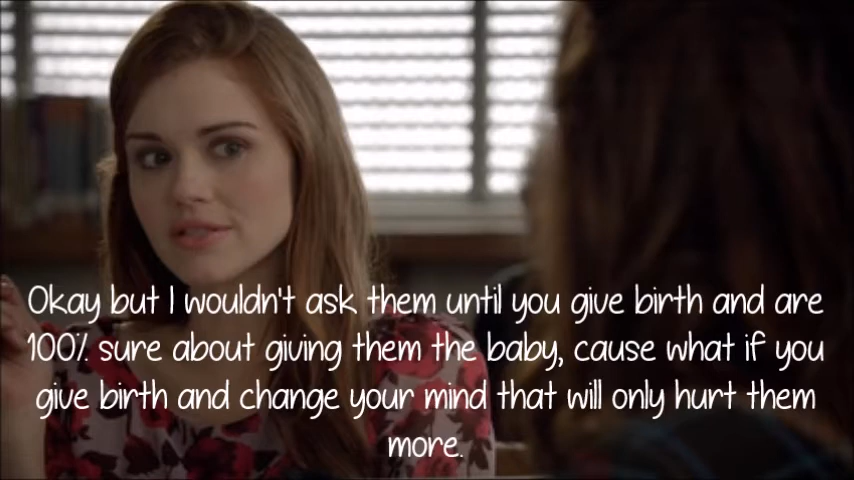 Okay but I wouldn't ask them until you give birth and are
100% sure about giving them the baby, cause what if you
give birth and change your mind that will only hurt them
more.